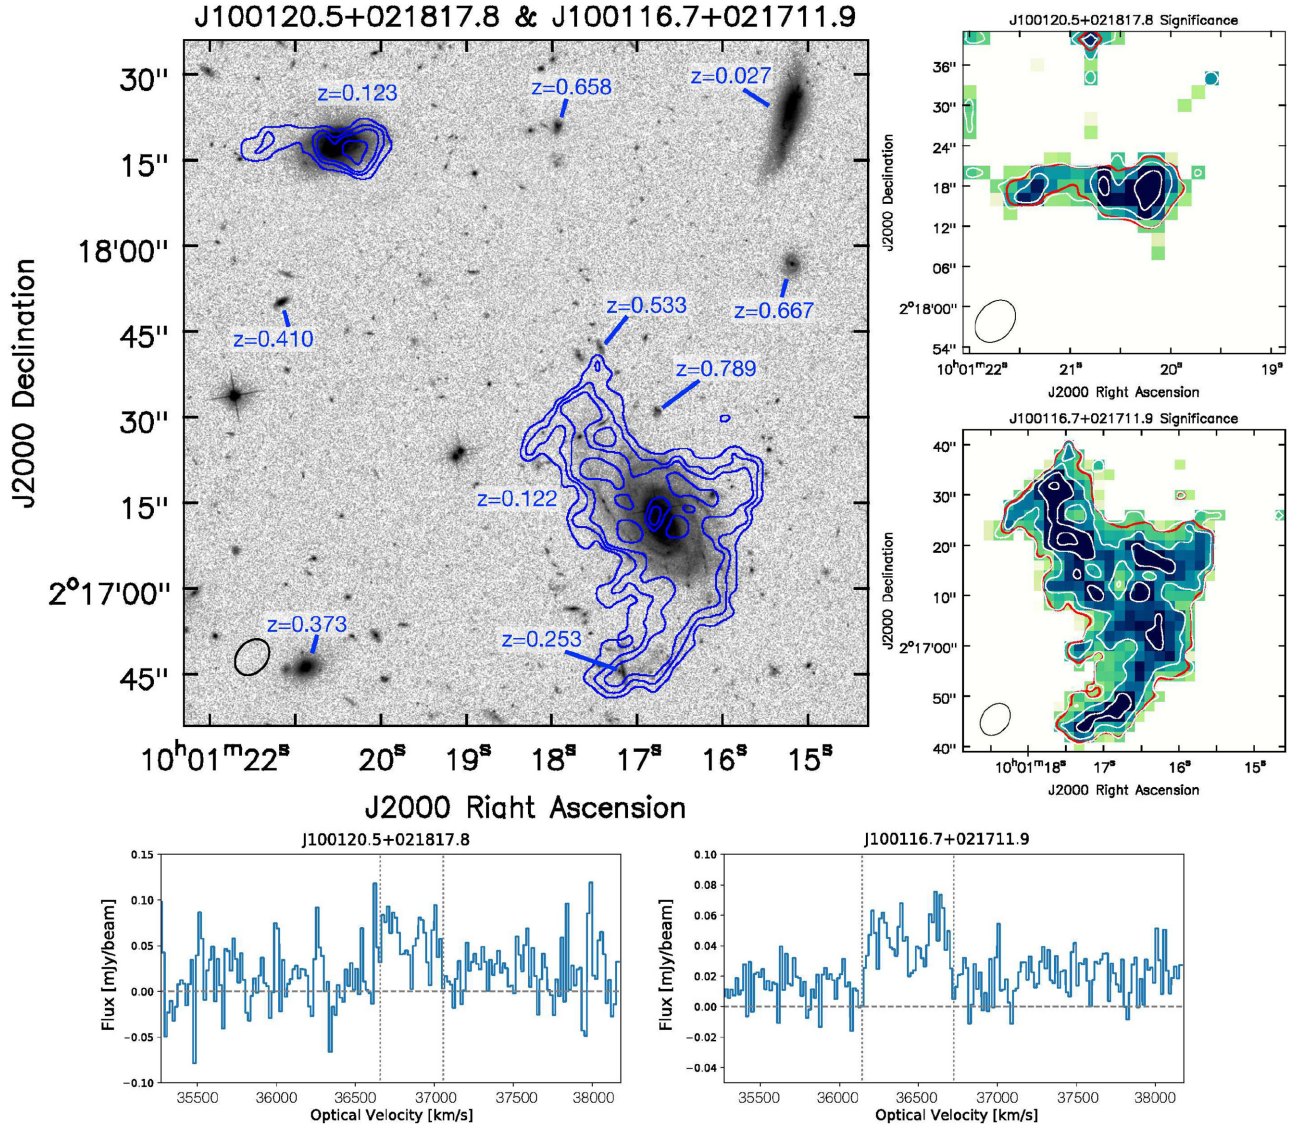 J100120.5+021817.8 & J100116.7+021711.9
30"
15"
18'00"
45"
30"
15"
2°17'00"
45"
J2000 Declination
z=0.123
z=0.658
z=0.027
z=0.667
z=0.410
z=0.533
z=0.789
z=0.122
z=0.373
z=0.253
10ʰ01ᵐ22ˢ
20ˢ
19ˢ
18ˢ
17ˢ
16ˢ
15ˢ
J2000 Right Ascension
J100120.5+021817.8 Significance
36"
30"
24"
18"
12"
06"
2°18'00"
54"
J2000 Declination
10ʰ01ᵐ22ˢ
21ˢ
20ˢ
19ˢ
J2000 Right Ascension
J100116.7+021711.9 Significance
40"
30"
20"
10"
2°17'00"
50"
40"
J2000 Declination
10ʰ01ᵐ18ˢ
17ˢ
16ˢ
15ˢ
J2000 Right Ascension
J100120.5+021817.8
0.15
0.10
0.05
0.00
−0.05
−0.10
Flux [mJy/beam]
35500
36000
36500
37000
37500
38000
Optical Velocity [km/s]
J100116.7+021711.9
0.10
0.08
0.06
0.04
0.02
0.00
−0.02
−0.04
Flux [mJy/beam]
35500
36000
36500
37000
37500
38000
Optical Velocity [km/s]